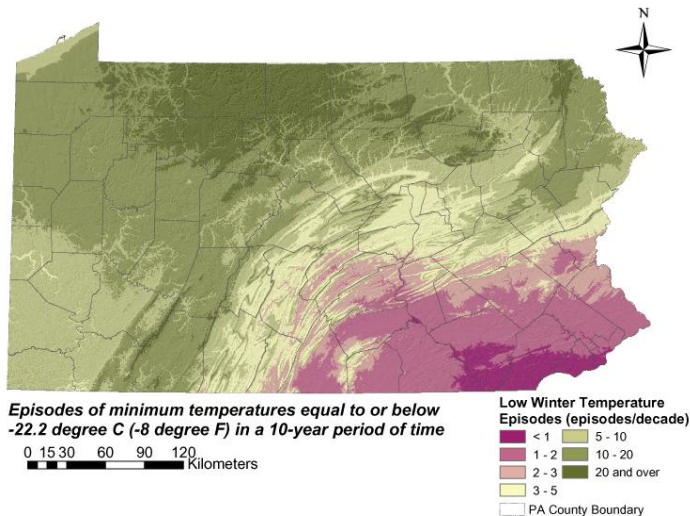 N
Episodes of minimum temperatures equal to or below
-22.2 degree C (-8 degree F) in a 10-year period of time
0 15 30 60 90 120
Kilometers
Low Winter Temperature
Episodes (episodes/decade)
< 1
1 - 2
2 - 3
3 - 5
5 - 10
10 - 20
20 and over
PA County Boundary